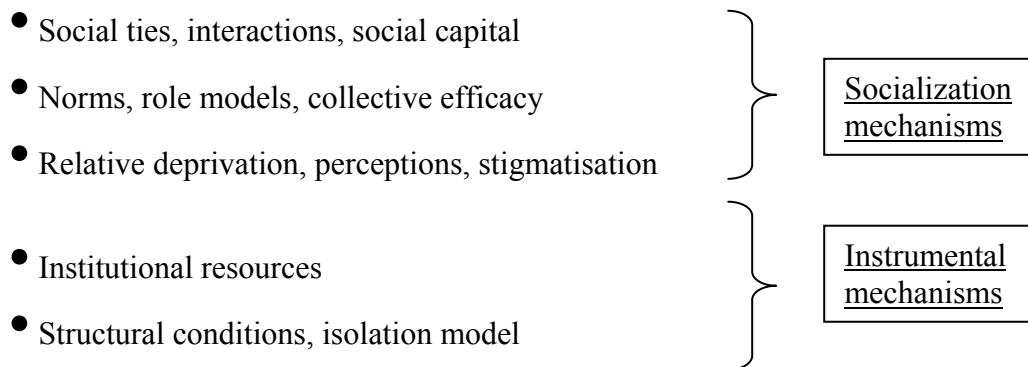 • Social ties, interactions, social capital
• Norms, role models, collective efficacy
• Relative deprivation, perceptions, stigmatisation
Socialization
mechanisms
• Institutional resources
• Structural conditions, isolation model
Instrumental
mechanisms